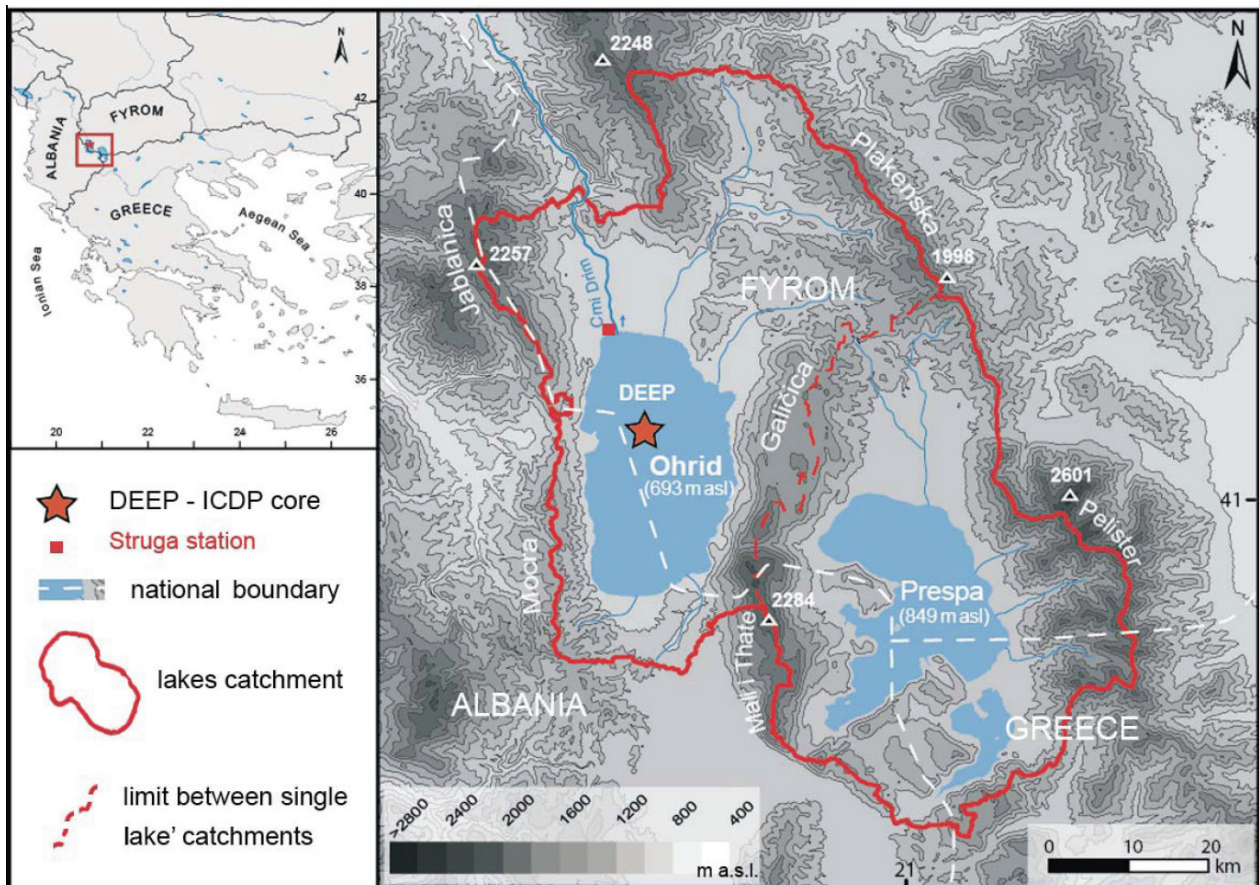 N
FYROM
ALBANIA
GREECE
Aegean Sea
Ionian Sea
42
40
38
36
20
22
24
26
DEEP - ICDP core
Struga station
national boundary
lakes catchment
limit between single
lake' catchments
N
2248
Plakenska
Jablanica
2257
1998
Crni Drim
FYROM
DEEP
Galičica
Ohrid
(693 m asl)
2601
41
Pelister
Mocra
Prespa
(849 m asl)
2284
Mali i Thate
ALBANIA
GREECE
>2800
2400
2000
1600
1200
800
400
m a.s.l.
21
0 10 20
km